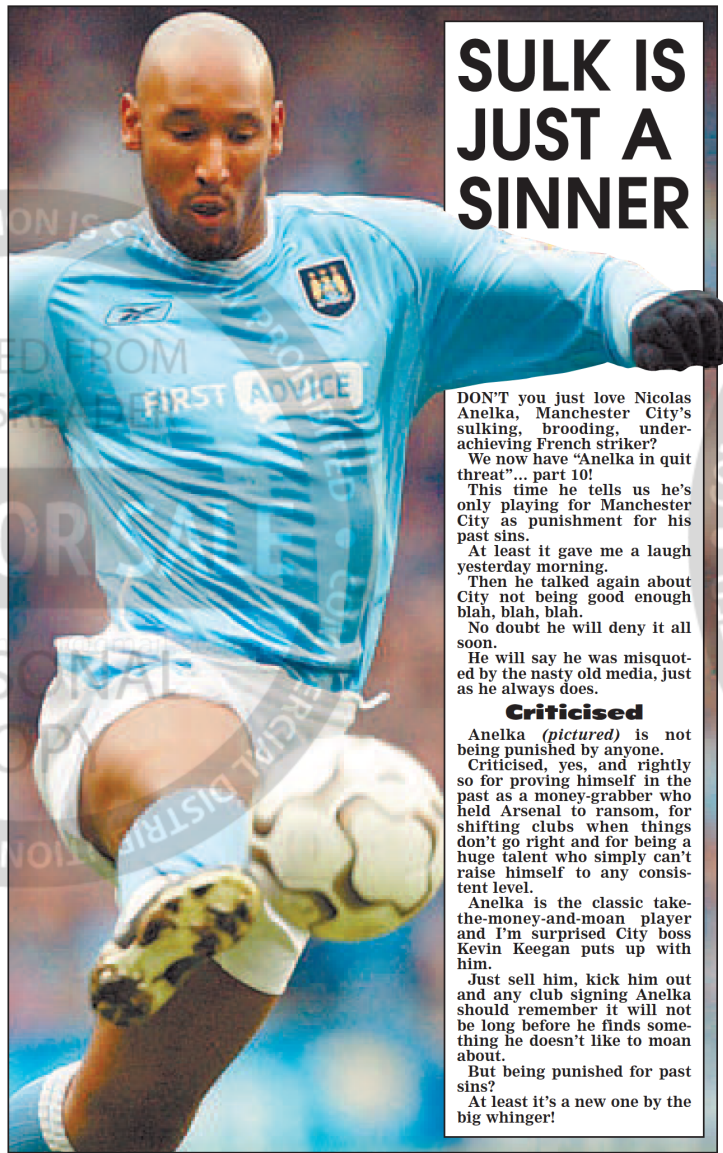 SULK IS
JUST A
SINNER
FIRST ADVICE
DON'T you just love Nicolas
Anelka, Manchester City's
sulking, brooding, under-
achieving French striker?
We now have “Anelka in quit
threat”... part 10!
This time he tells us he's
only playing for Manchester
City as punishment for his
past sins.
At least it gave me a laugh
yesterday morning.
Then he talked again about
City not being good enough
blah, blah, blah.
No doubt he will deny it all
soon.
He will say he was misquot-
ed by the nasty old media, just
as he always does.
Criticised
Anelka (pictured) is not
being punished by anyone.
Criticised, yes, and rightly
so for proving himself in the
past as a money-grabber who
held Arsenal to ransom, for
shifting clubs when things
don't go right and for being a
huge talent who simply can't
raise himself to any consis-
tent level.
Anelka is the classic take-
the-money-and-moan player
and I'm surprised City boss
Kevin Keegan puts up with
him.
Just sell him, kick him out
and any club signing Anelka
should remember it will not
be long before he finds some-
thing he doesn't like to moan
about.
But being punished for past
sins?
At least it's a new one by the
big whinger!